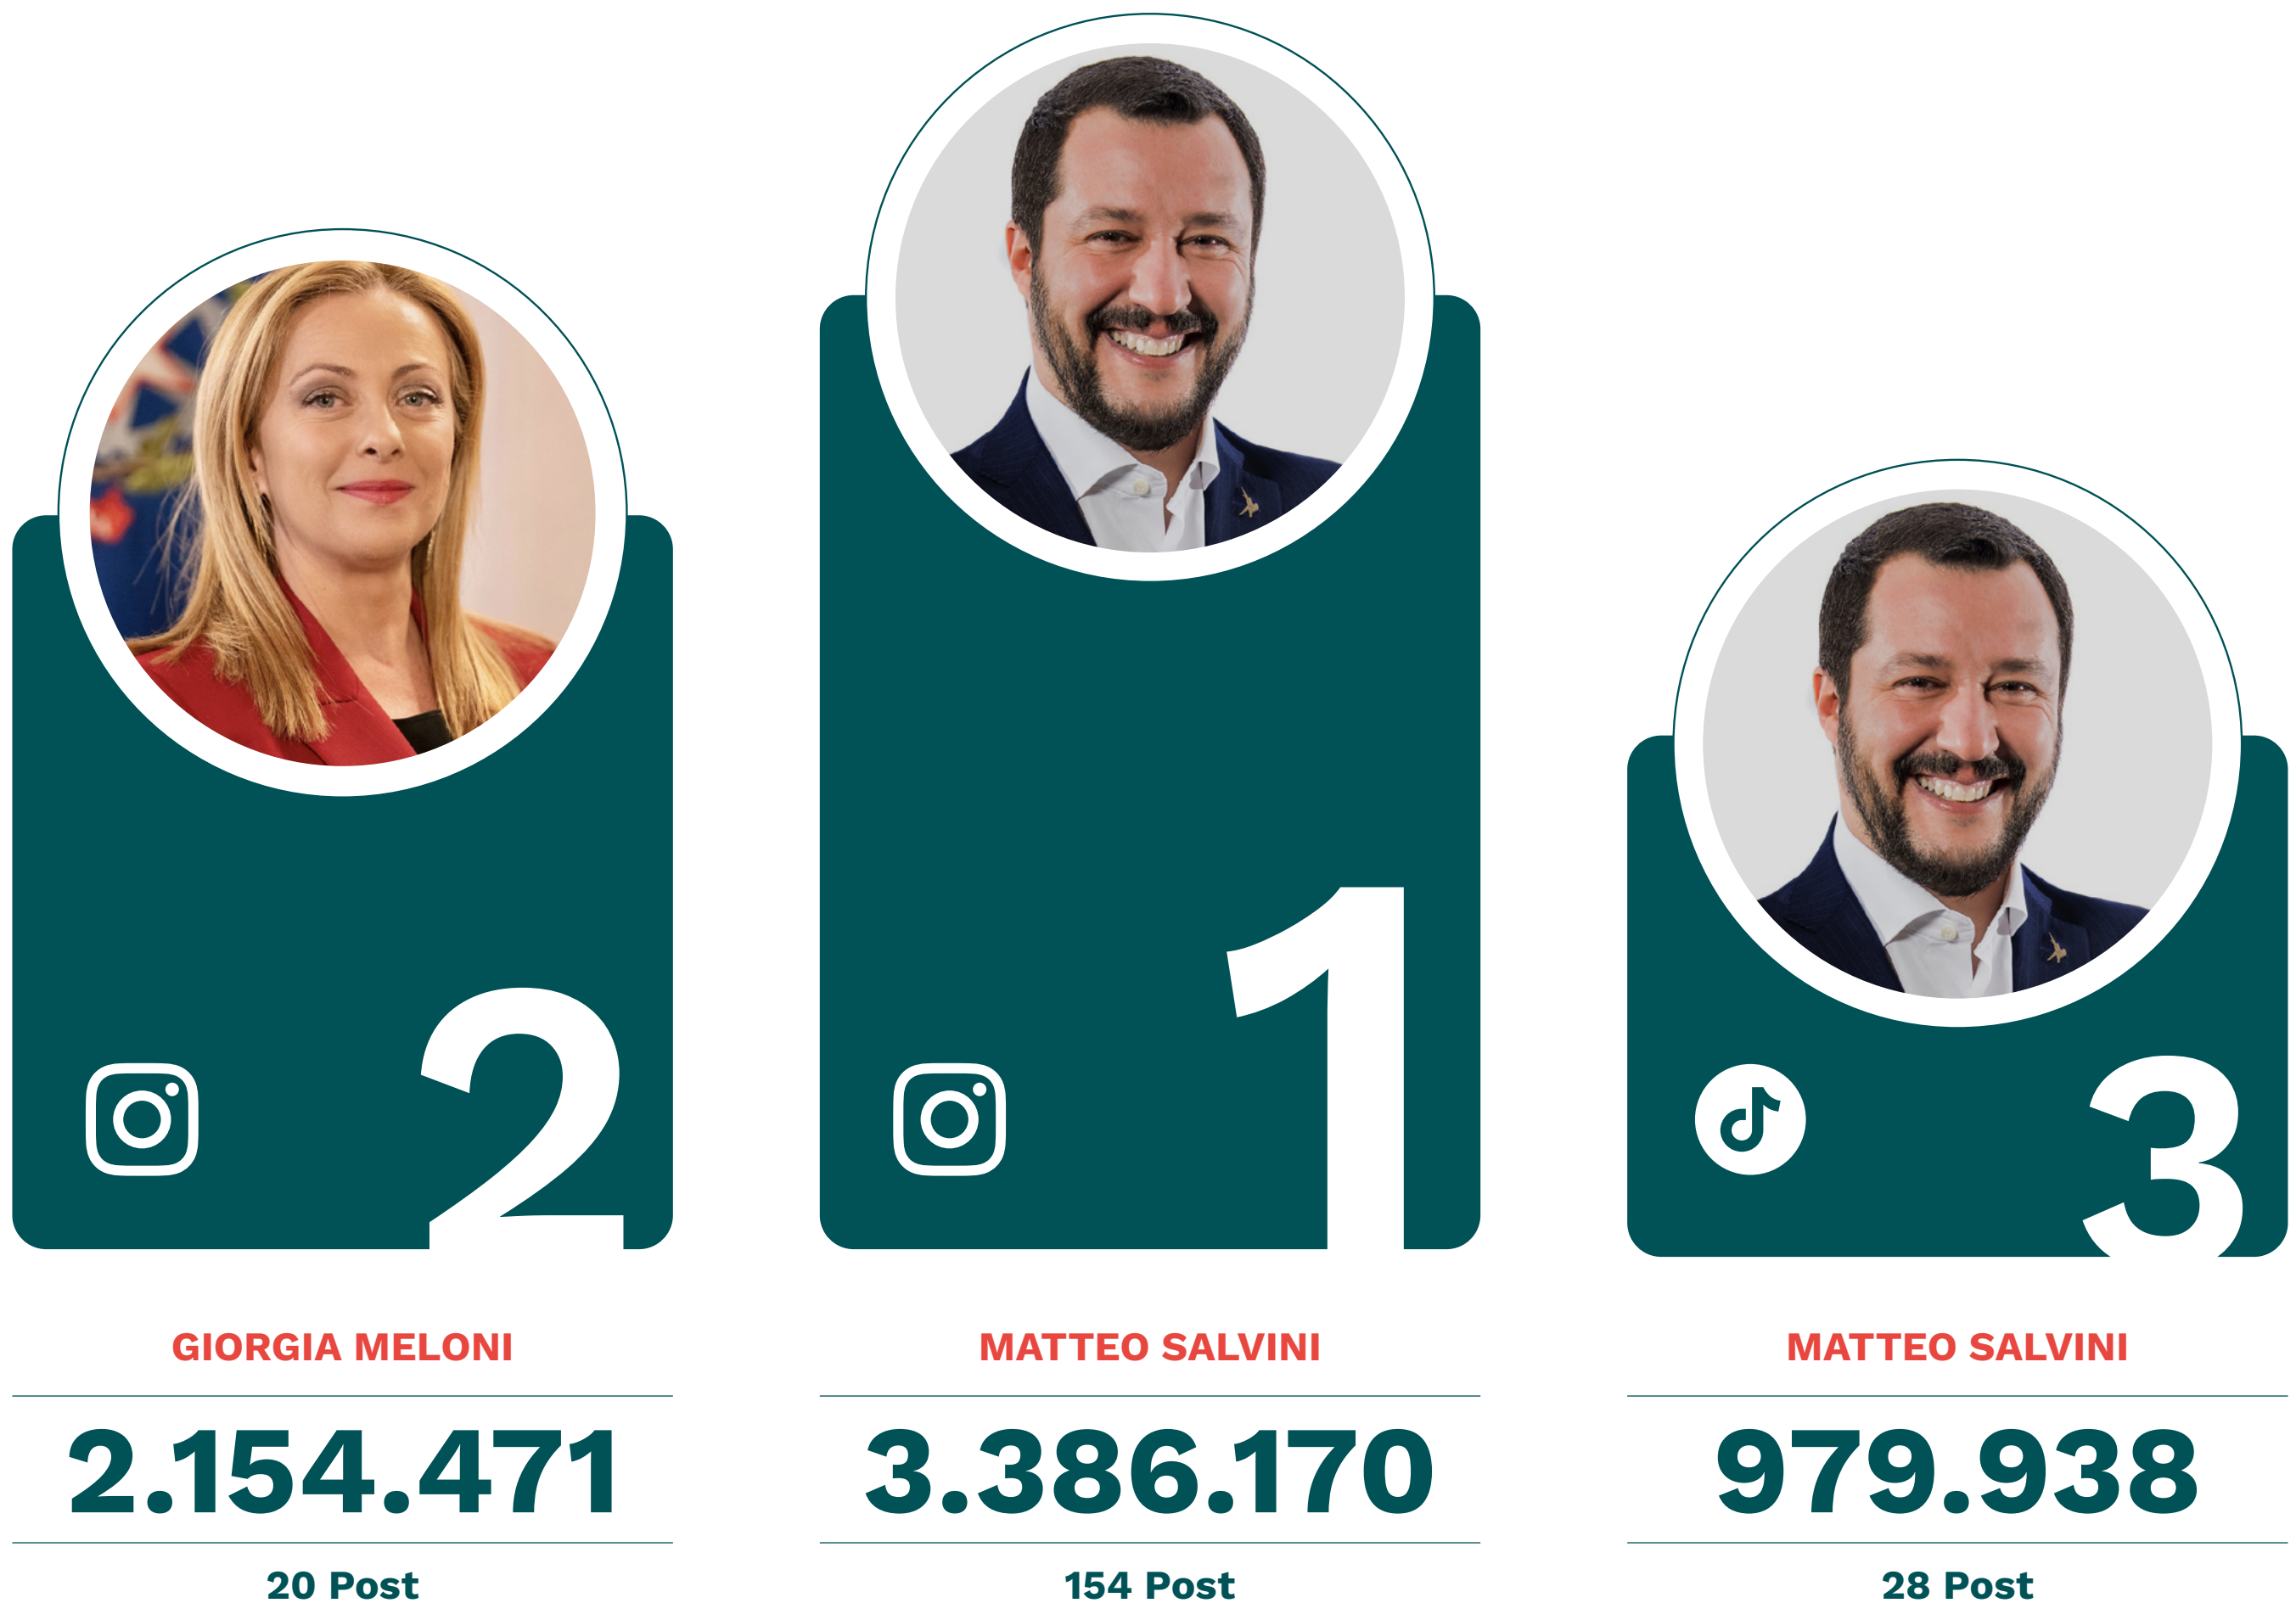 2
GIORGIA MELONI
2.154.471
20 Post
1
MATTEO SALVINI
3.386.170
154 Post
3
MATTEO SALVINI
979.938
28 Post